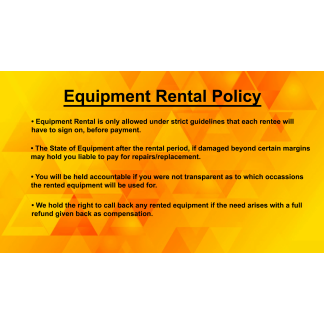 Equipment Rental Policy
• Equipment Rental is only allowed under strict guidelines that each rentee will
have to sign on, before payment.
• The State of Equipment after the rental period, if damaged beyond certain margins
may hold you liable to pay for repairs/replacement.
• You will be held accountable if you were not transparent as to which occassions
the rented equipment will be used for.
• We hold the right to call back any rented equipment if the need arises with a full
refund given back as compensation.